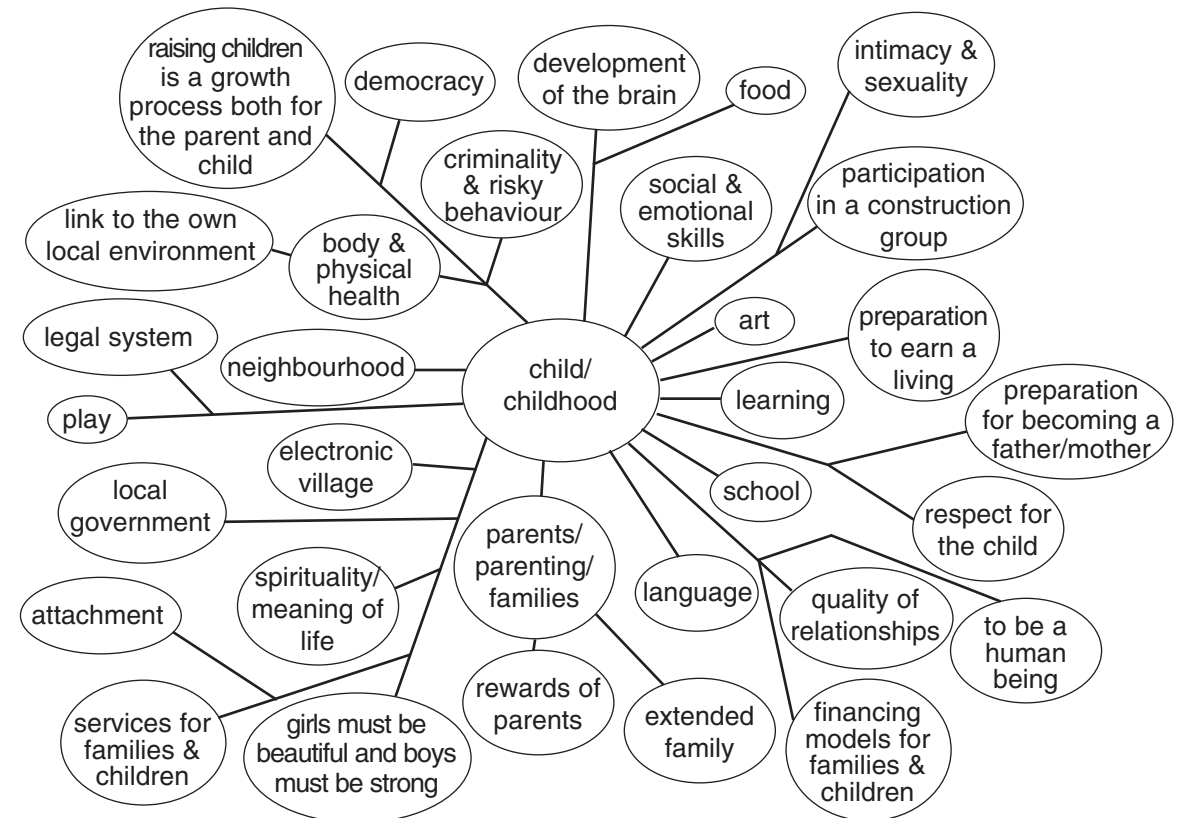 raising children
is a growth
process both for
the parent and
child
democracy
development
of the brain
food
intimacy &
sexuality
criminality
& risky
behaviour
social &
emotional
skills
participation
in a construction
group
link to the own
local environment
body &
physical
health
art
preparation
to earn a
living
legal system
neighbourhood
child/
childhood
learning
preparation
for becoming a
father/mother
play
electronic
village
school
local
government
respect for
the child
parents/
parenting/
families
spirituality/
meaning of
life
language
quality of
relationships
attachment
to be a
human
being
services for
families &
children
girls must be
beautiful and boys
must be strong
rewards of
parents
extended
family
financing
models for
families &
children